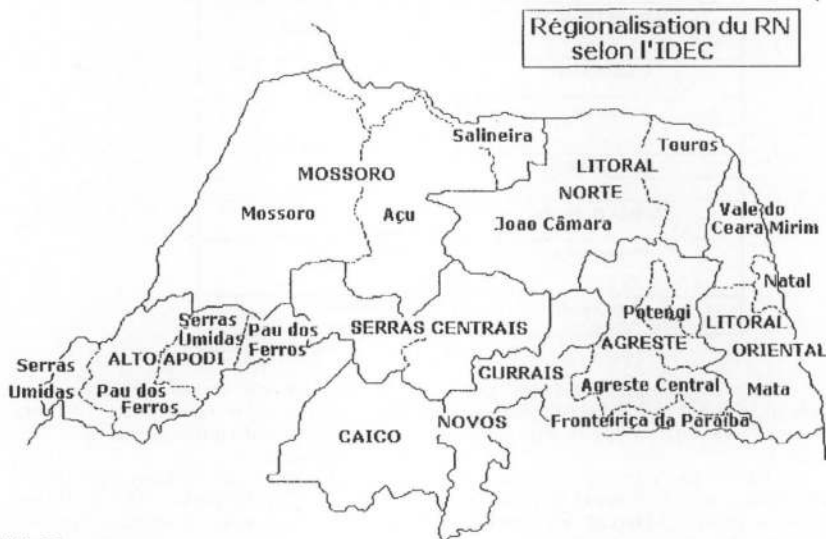 Régionalisation du RN
selon l'IDEC
Salineira
Touros
MOSSORO
LITORAL
NORTE
Mossoro
Açu
Joao Câmara
Vale do
Ceara Mirim
Natal
Potengi
Serras
Umidas
Pau dos
Ferros
SERRAS CENTRAIS
LITORAL
ORIENTAL
AGRESTE
Serras
Umidas
ALTO APODI
Pau dos
Ferros
CURRAIS
NOVOS
Agreste Central
Mata
CAICO
Fronteiriça da Paraíba